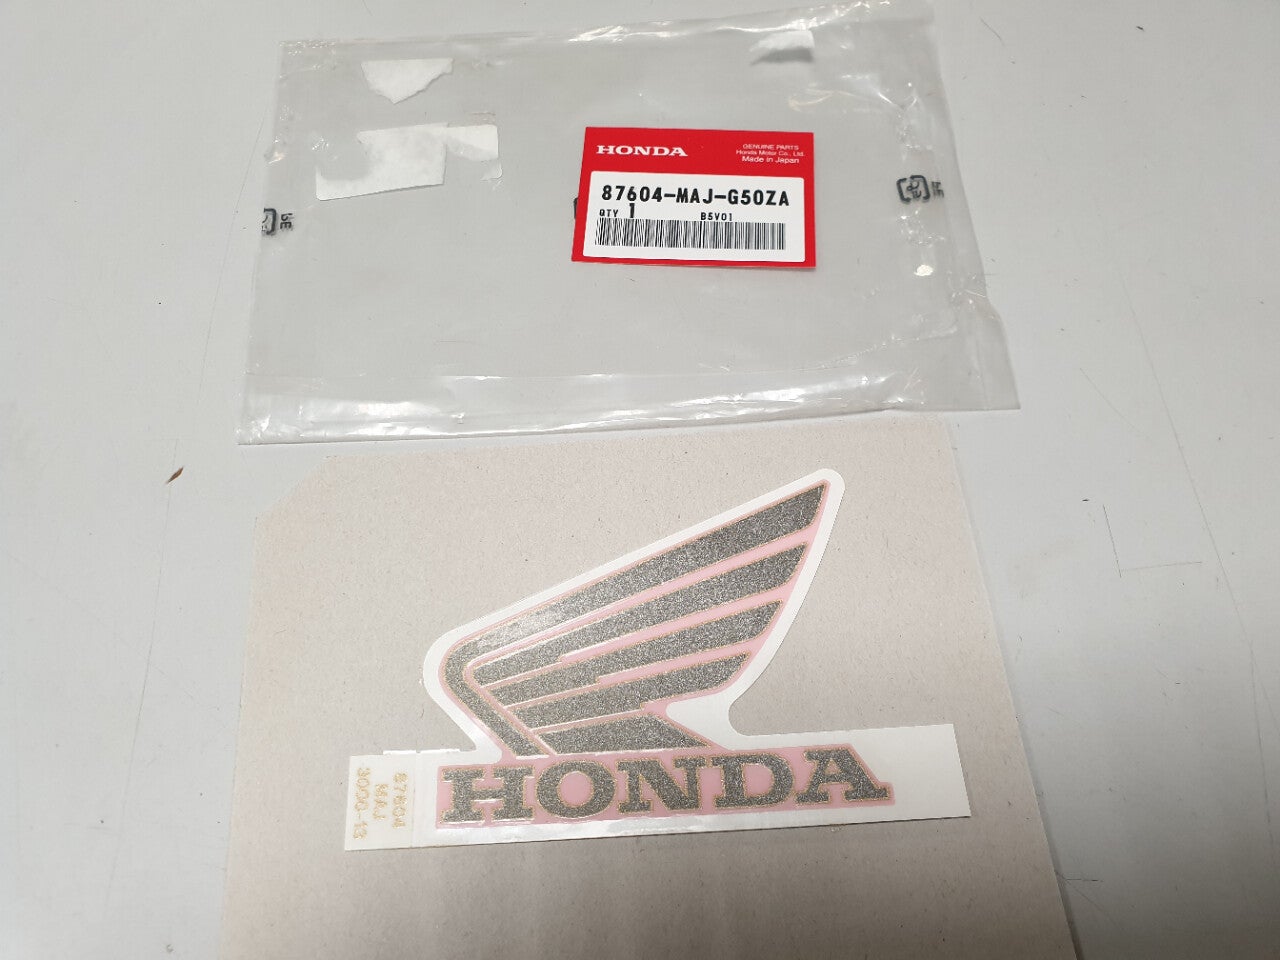 HONDA
GENUINE PARTS
Honda Motor Co., Ltd.
Made in Japan
87604-MAJ-G50ZA
QTY 1 B5V01
PE
HONDA
87604
MAJ
3000-13